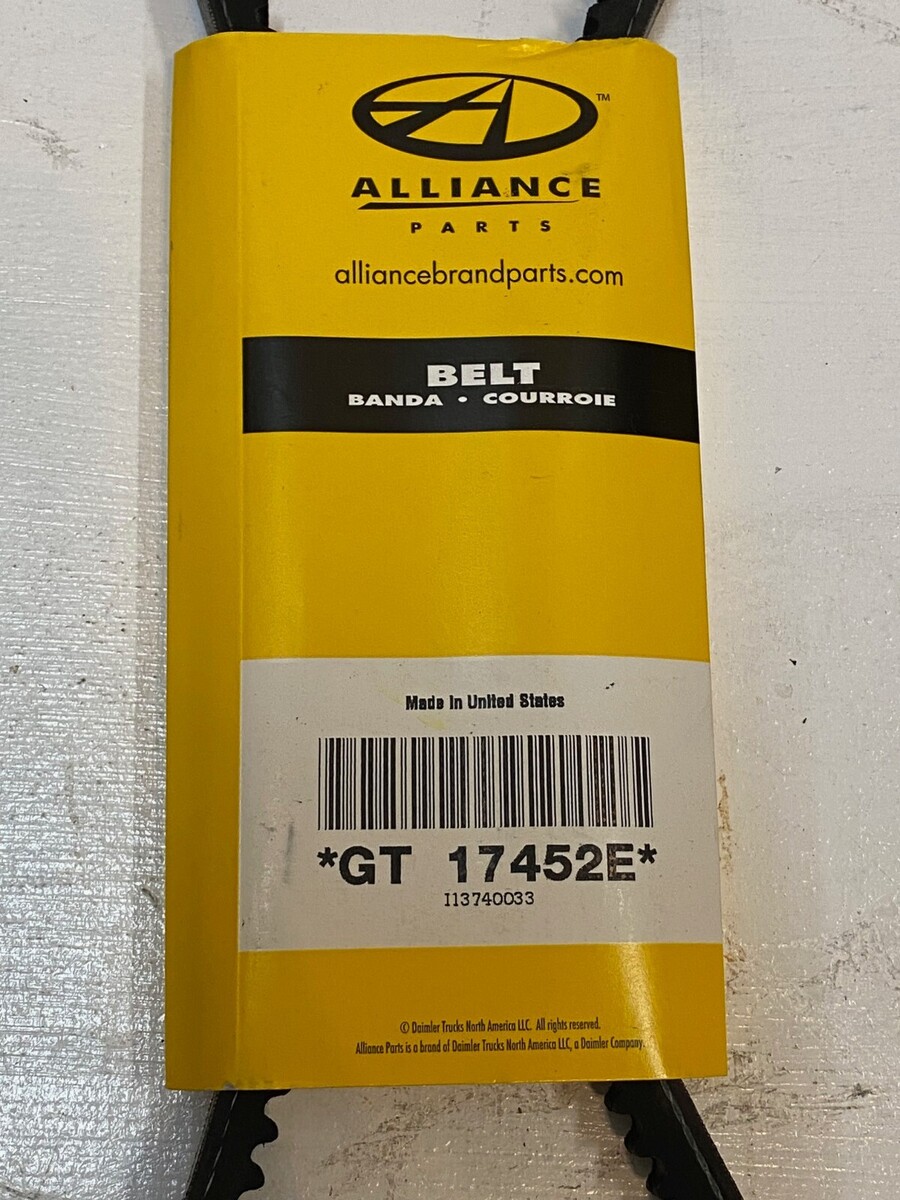 TM
ALLIANCE
PARTS
alliancebrandparts.com
BELT
BANDA • COURROIE
Made in United States
*GT 17452E*
I13740033
© Daimler Trucks North America LLC. All rights reserved.
Alliance Parts is a brand of Daimler Trucks North America LLC, a Daimler Company.